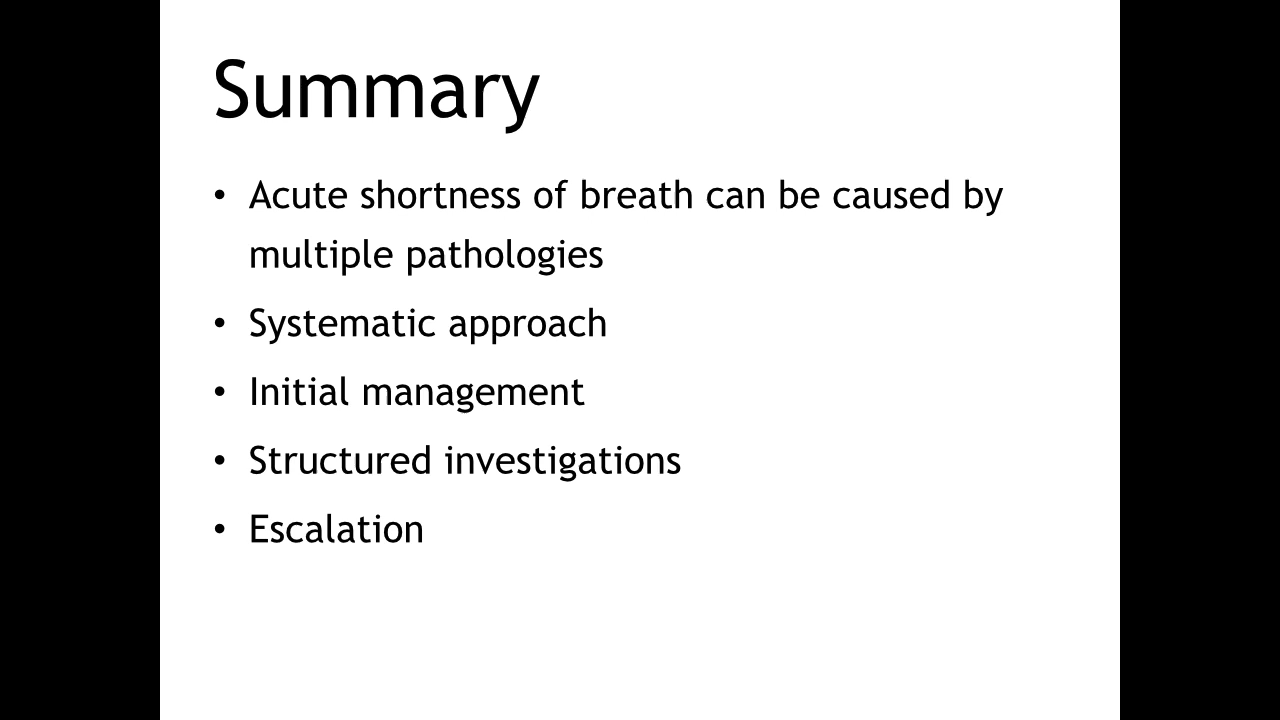 Summary
• Acute shortness of breath can be caused by
multiple pathologies
• Systematic approach
• Initial management
• Structured investigations
• Escalation